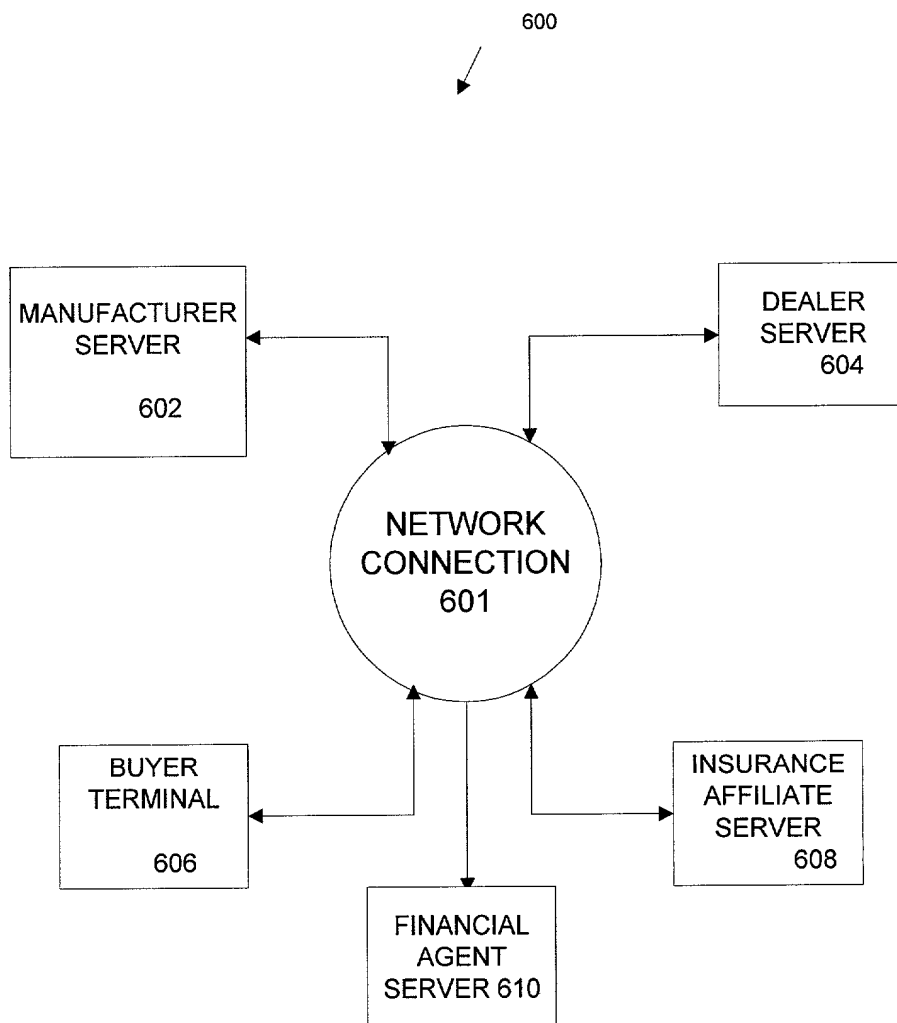 600
MANUFACTURER
SERVER
602
DEALER
SERVER
604
NETWORK
CONNECTION
601
BUYER
TERMINAL
606
INSURANCE
AFFILIATE
SERVER
608
FINANCIAL
AGENT
SERVER 610